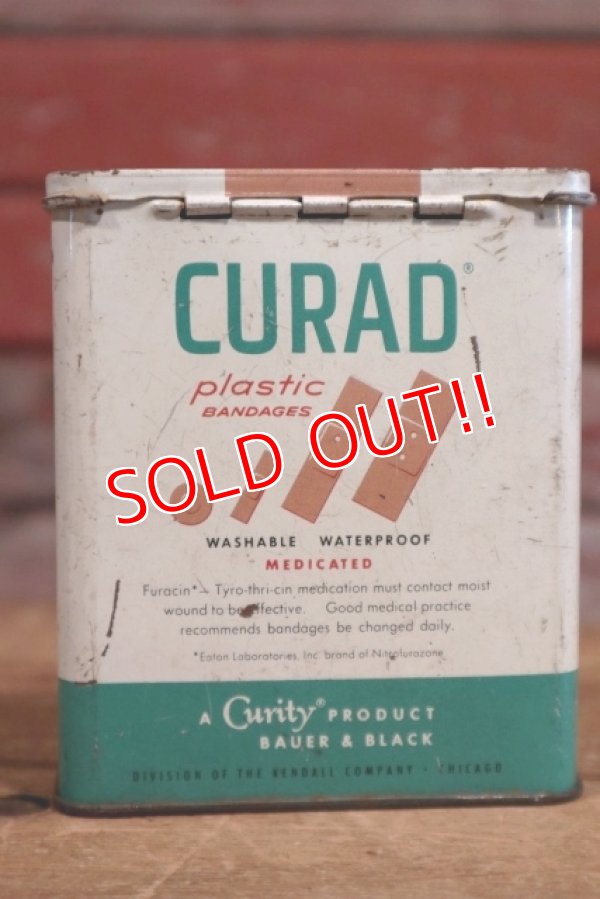 CURAD®
plastic
BANDAGES
SOLD OUT!!
WASHABLE WATERPROOF
MEDICATED
Furacin*- Tyro-thri-cin medication must contact moist
wound to be effective. Good medical practice
recommends bandages be changed daily.
*Eaton Laboratories, Inc. brand of Nitrofurazone
A Curity® PRODUCT
BAUER & BLACK
DIVISION OF THE KENDALL COMPANY · CHICAGO